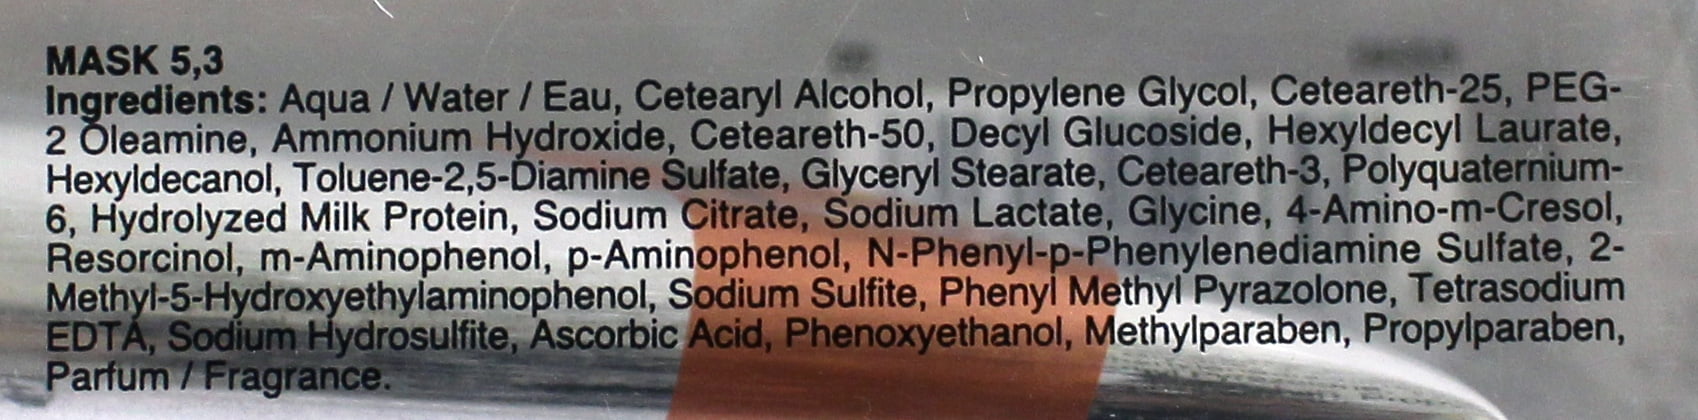 MASK 5,3
Ingredients: Aqua / Water / Eau, Cetearyl Alcohol, Propylene Glycol, Ceteareth-25, PEG-
2 Oleamine, Ammonium Hydroxide, Ceteareth-50, Decyl Glucoside, Hexyldecyl Laurate,
Hexyldecanol, Toluene-2,5-Diamine Sulfate, Glyceryl Stearate, Ceteareth-3, Polyquaternium-
6, Hydrolyzed Milk Protein, Sodium Citrate, Sodium Lactate, Glycine, 4-Amino-m-Cresol,
Resorcinol, m-Aminophenol, p-Aminophenol, N-Phenyl-p-Phenylenediamine Sulfate, 2-
Methyl-5-Hydroxyethylaminophenol, Sodium Sulfite, Phenyl Methyl Pyrazolone, Tetrasodium
EDTA, Sodium Hydrosulfite, Ascorbic Acid, Phenoxyethanol, Methylparaben, Propylparaben,
Parfum / Fragrance.